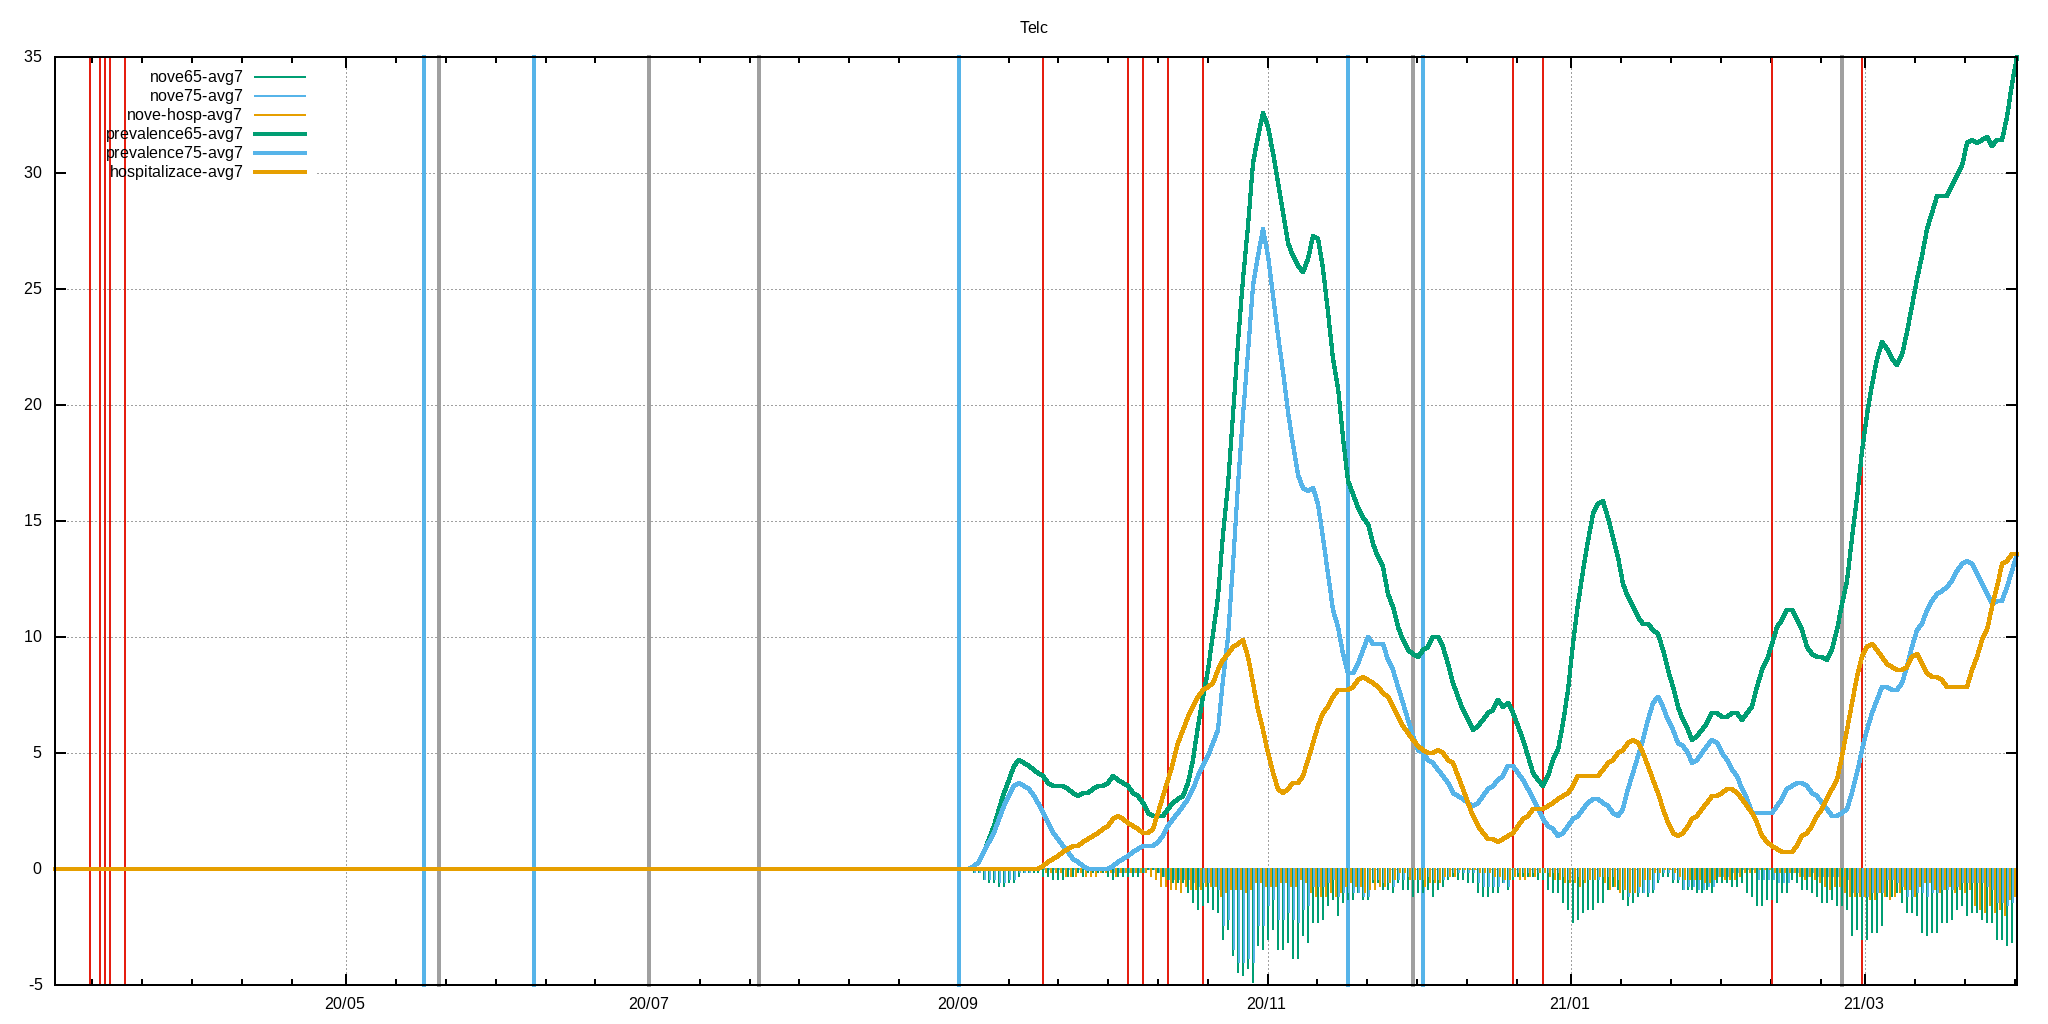 Telc
35
nove65-avg7
nove75-avg7
nove-hosp-avg7
prevalence65-avg7
prevalence75-avg7
hospitalizace-avg7
30
25
20
15
10
5
0
-5
20/05 20/07 20/09 20/11 21/01 21/03